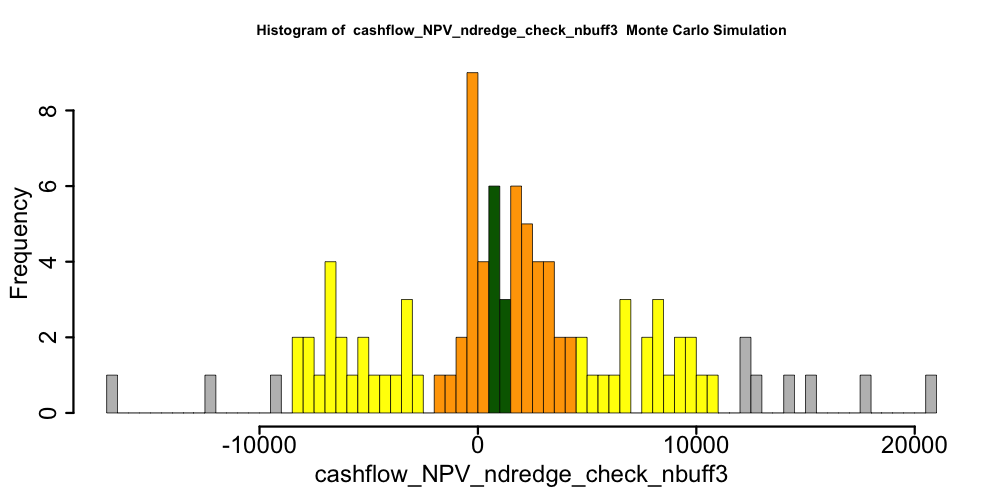 Histogram of  cashflow_NPV_ndredge_check_nbuff3  Monte Carlo Simulation
8
6
4
2
0
Frequency
-10000 0 10000 20000
cashflow_NPV_ndredge_check_nbuff3